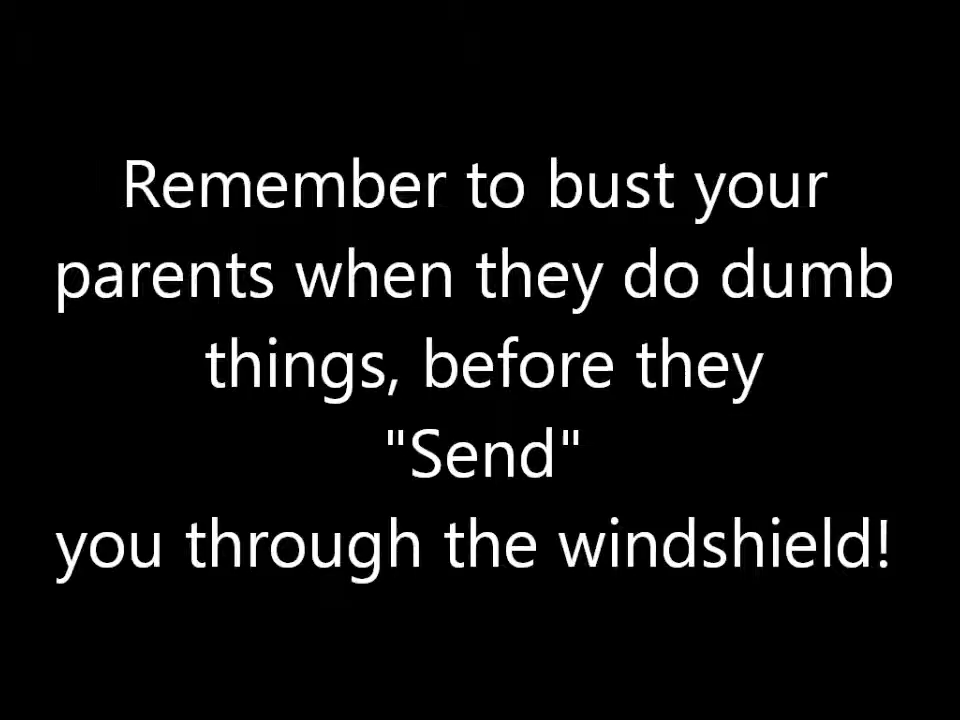 Remember to bust your
parents when they do dumb
things, before they
"Send"
you through the windshield!